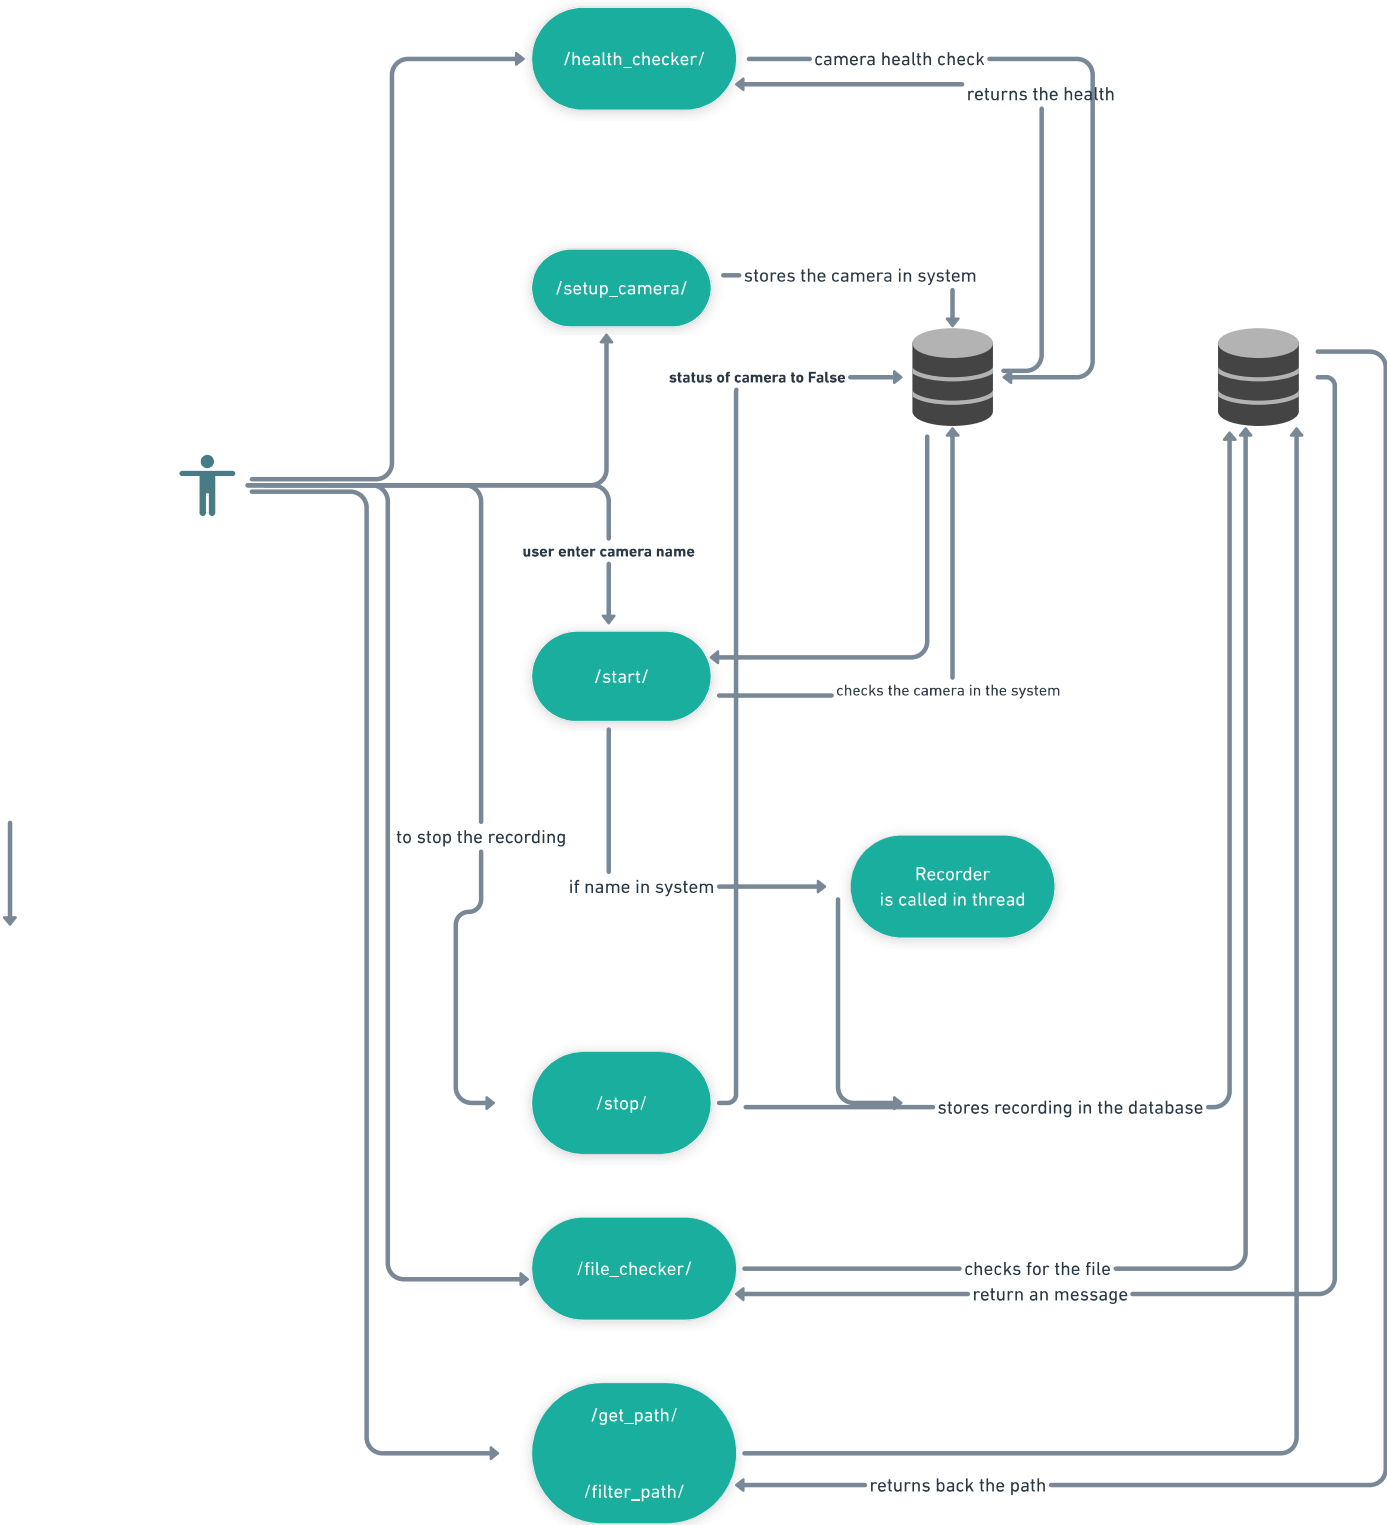 /health_checker/
camera health check
returns the health
/setup_camera/
stores the camera in system
status of camera to False
user enter camera name
/start/
checks the camera in the system
to stop the recording
if name in system
Recorder
is called in thread
/stop/
stores recording in the database
/file_checker/
checks for the file
return an message
/get_path/
/filter_path/
returns back the path